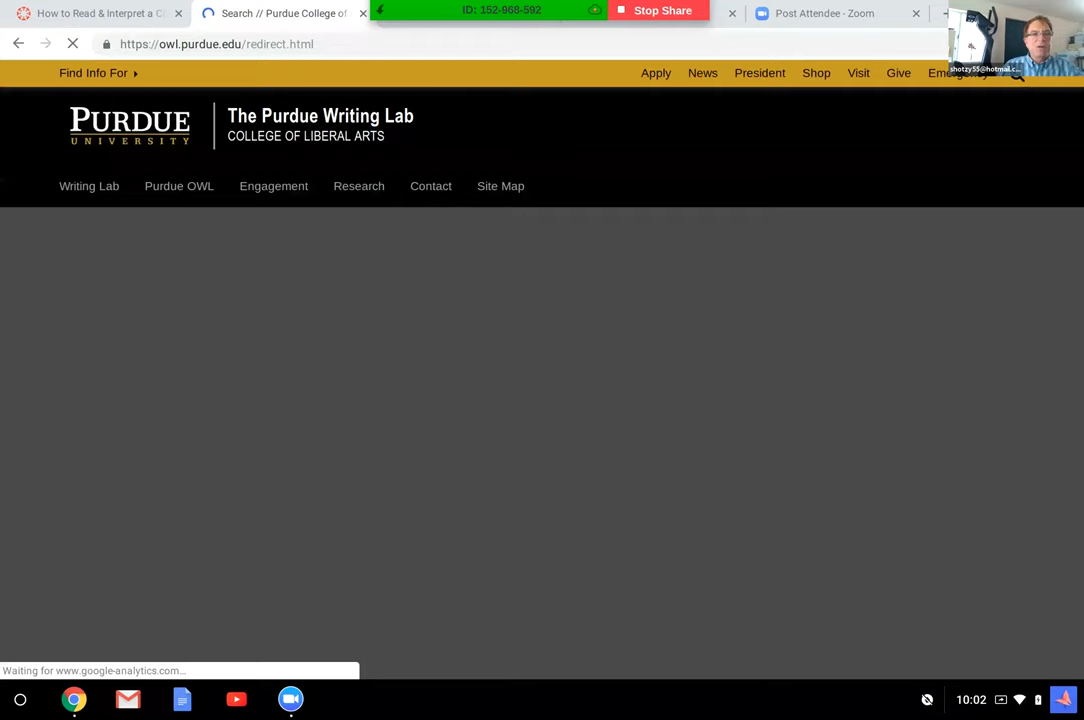 How to Read & Interpret a C
Search // Purdue College of
ID: 152-968-592
Stop Share
Post Attendee - Zoom
https://owl.purdue.edu/redirect.html
shotzy55@hotmail.c...
Find Info For
Apply
News
President
Shop
Visit
Give
Emergency
PURDUE
UNIVERSITY
The Purdue Writing Lab
COLLEGE OF LIBERAL ARTS
Writing Lab
Purdue OWL
Engagement
Research
Contact
Site Map
Waiting for www.google-analytics.com...
10:02